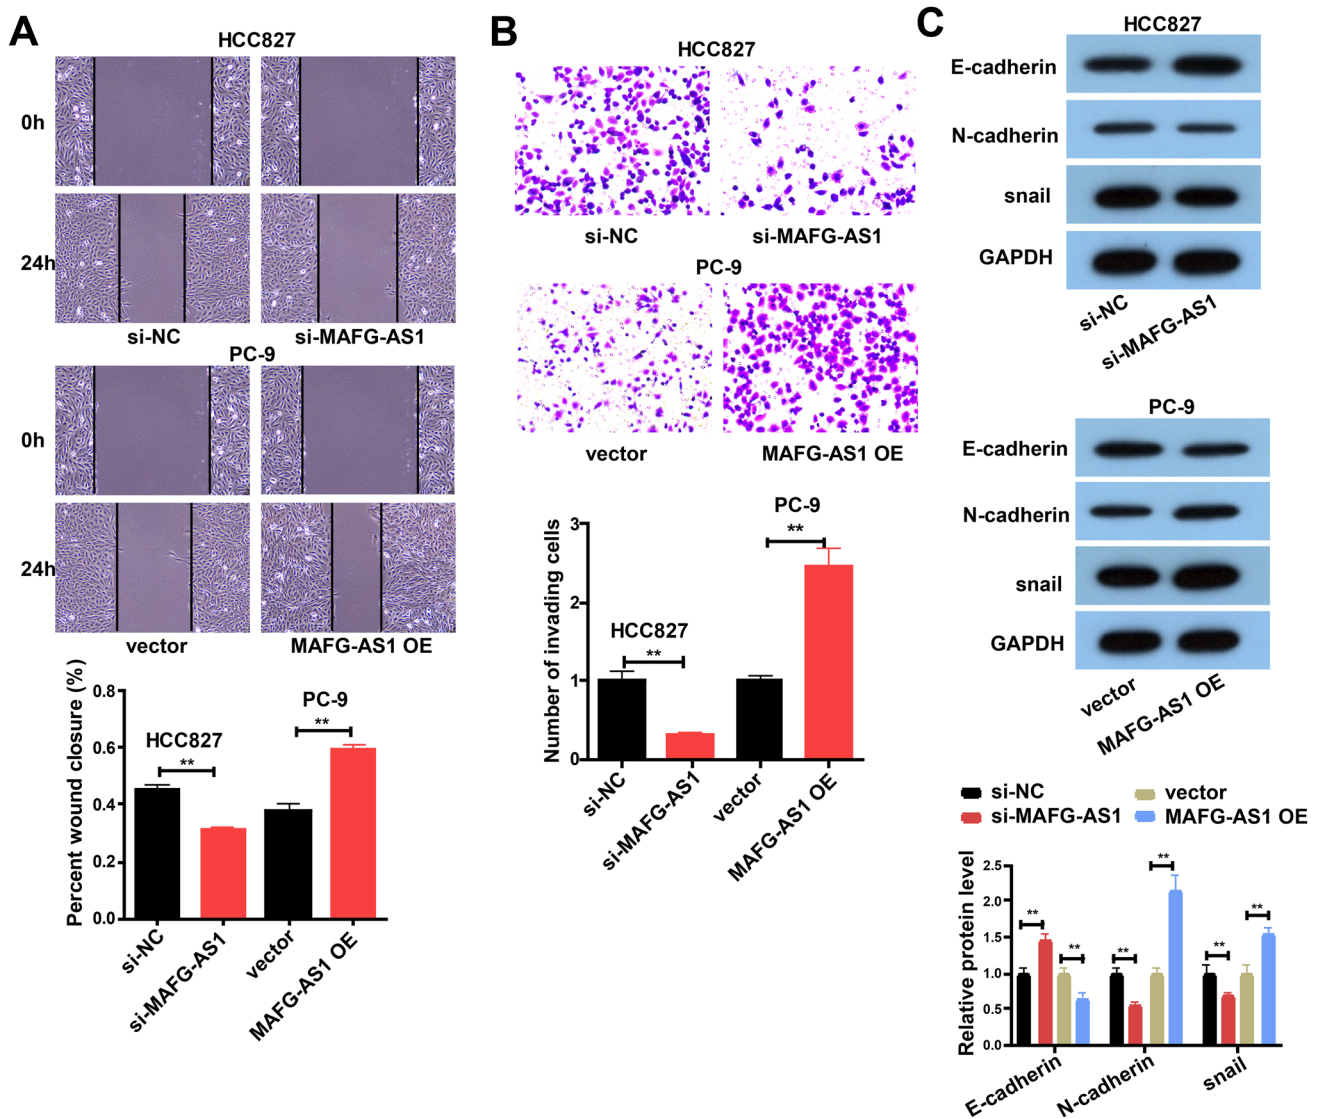 A
HCC827
0h
24h
si-NC
si-MAFG-AS1
PC-9
0h
24h
vector
MAFG-AS1 OE
Percent wound closure (%)
0.8
0.6
0.4
0.2
0.0
HCC827
**
PC-9
**
si-NC
si-MAFG-AS1
vector
MAFG-AS1 OE
B
HCC827
si-NC
si-MAFG-AS1
PC-9
vector
MAFG-AS1 OE
Number of invading cells
3
2
1
0
HCC827
**
PC-9
**
si-NC
si-MAFG-AS1
vector
MAFG-AS1 OE
C
HCC827
E-cadherin
N-cadherin
snail
GAPDH
si-NC
si-MAFG-AS1
PC-9
E-cadherin
N-cadherin
snail
GAPDH
vector
MAFG-AS1 OE
si-NC
vector
si-MAFG-AS1
MAFG-AS1 OE
Relative protein level
2.5
2.0
1.5
1.0
0.5
0.0
**
**
**
**
**
**
E-cadherin
N-cadherin
snail